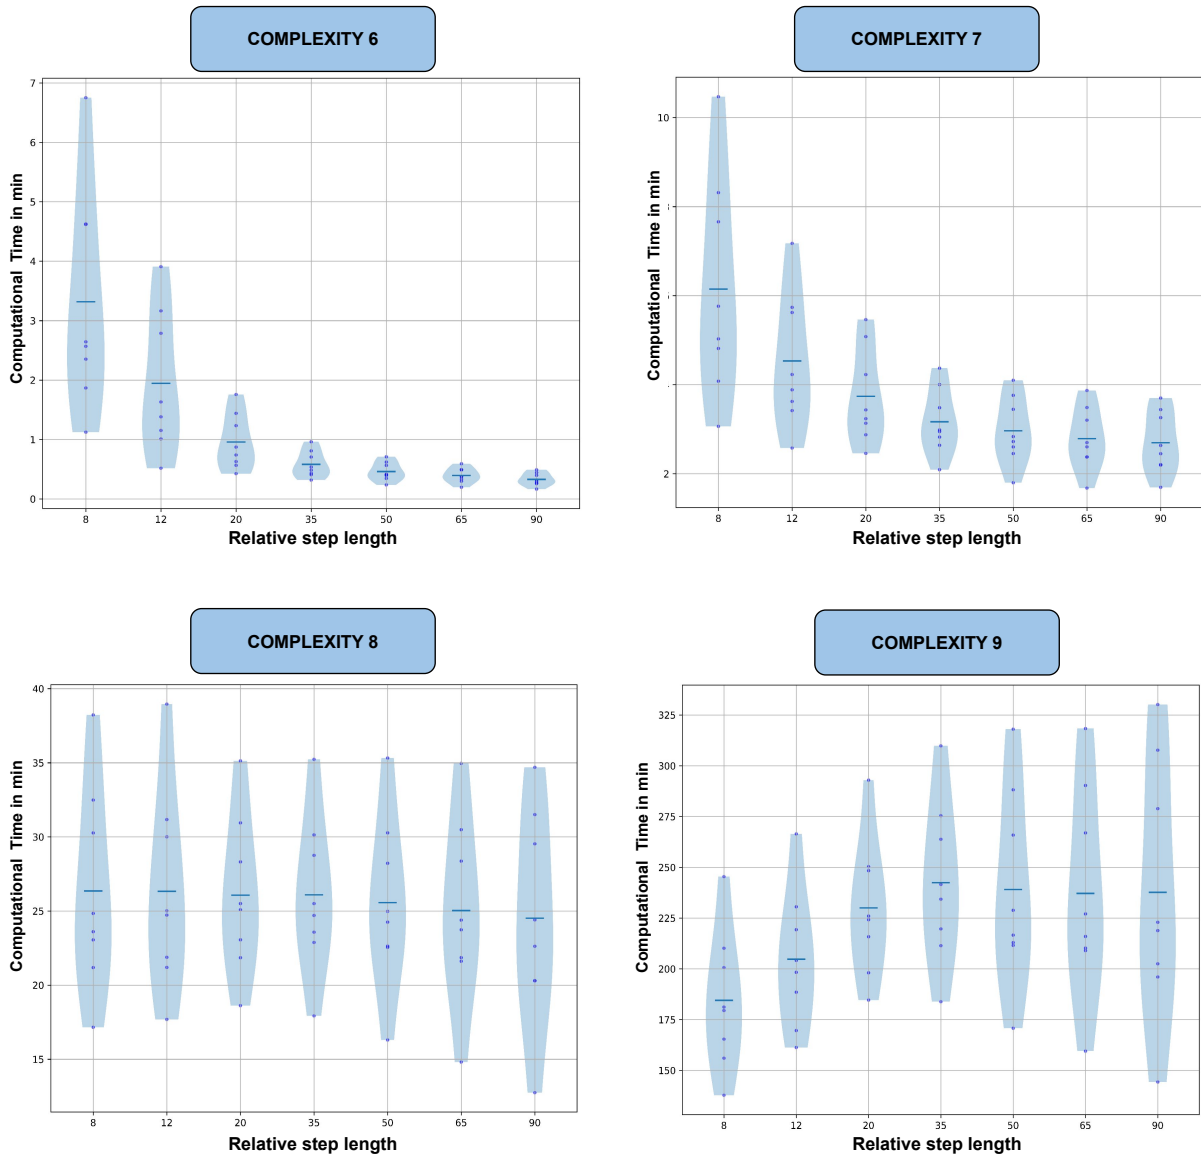 COMPLEXITY 6
COMPLEXITY 7
7
6
5
4
3
2
1
0
Computational Time in min
8 12 20 35 50 65 90
Relative step length
10
2
Computational Time in min
8 12 20 35 50 65 90
Relative step length
COMPLEXITY 8
COMPLEXITY 9
40
35
30
25
20
15
Computational Time in min
8 12 20 35 50 65 90
Relative step length
325
300
275
250
225
200
175
150
Computational Time in min
8 12 20 35 50 65 90
Relative step length